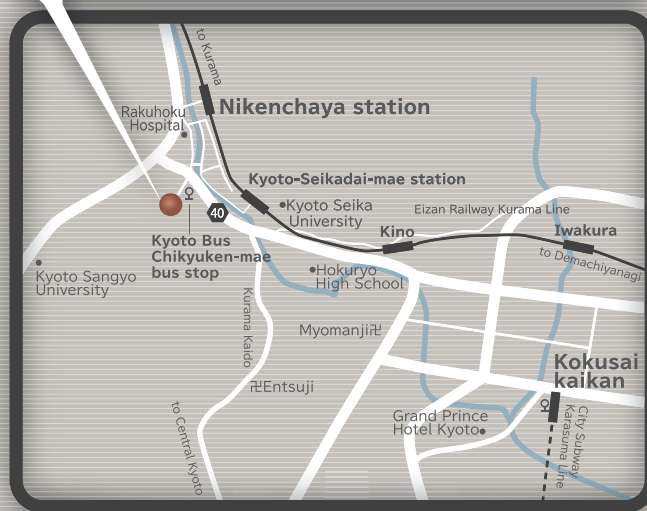 to Kurama
Rakuhoku
Hospital
Nikenchaya station
Kyoto-Seikadai-mae station
Kyoto Seika
University
40
Eizan Railway Kurama Line
Kino
Iwakura
to Demachiyanagi
Kyoto Bus
Chikyuken-mae
bus stop
Kyoto Sangyo
University
Hokuryo
High School
Kurama Kaido
Myomanji卍
卍Entsuji
Kokusai
kaikan
to Central Kyoto
Grand Prince
Hotel Kyoto
City Subway
Karasuma Line